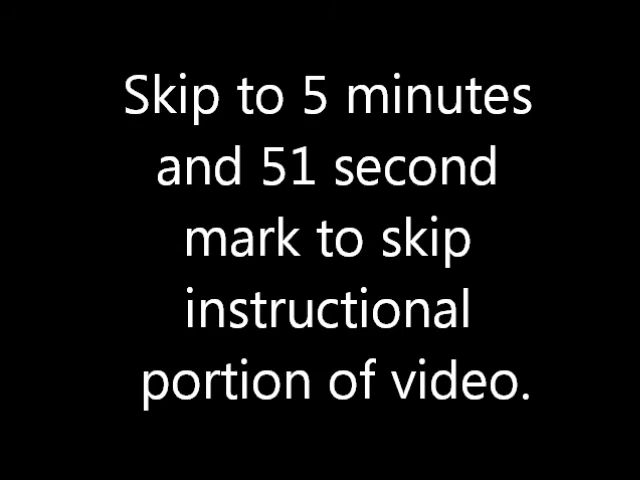 Skip to 5 minutes
and 51 second
mark to skip
instructional
portion of video.